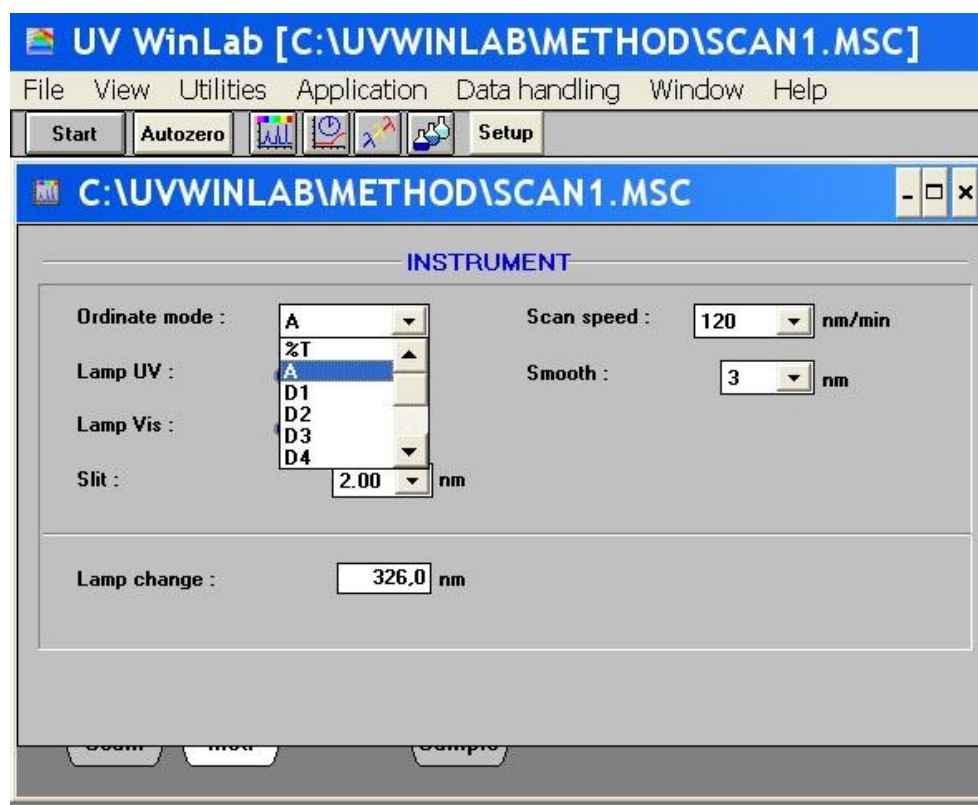 UV WinLab [C:\UVWINLAB\METHOD\SCAN1.MSC]
File View Utilities Application Data handling Window Help
Start Autozero Setup
C:\UVWINLAB\METHOD\SCAN1.MSC
INSTRUMENT
Ordinate mode : A Scan speed : 120 nm/min
%T
Lamp UV : A Smooth : 3 nm
D1
D2
Lamp Vis : D3
D4
Slit : 2.00 nm
Lamp change : 326,0 nm